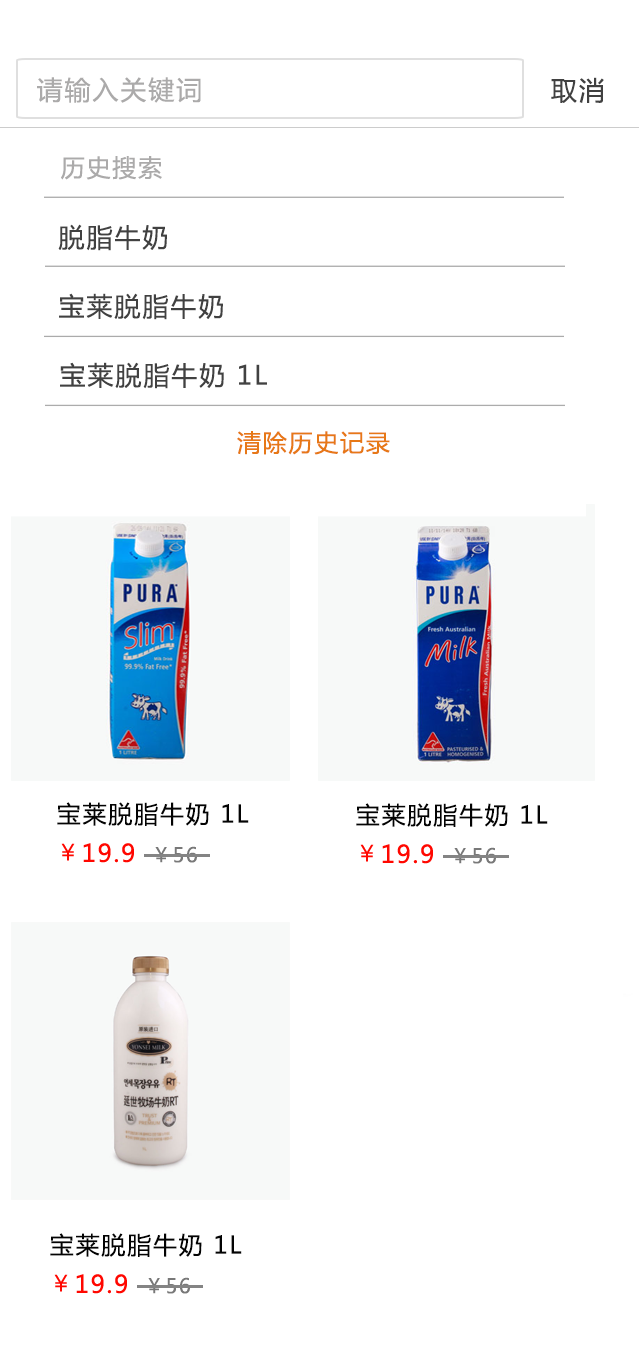 请输入关键词
取消
历史搜索
脱脂牛奶
宝莱脱脂牛奶
宝莱脱脂牛奶 1L
清除历史记录
PURA
Slim
Milk Drink
99.9% Fat Free*
99.9% Fat Free*
1 LITRE
宝莱脱脂牛奶 1L
￥19.9 ￥56
PURA
Fresh Australian
Milk
Fresh Australian Milk
PASTEURISED &
HOMOGENISED
1 LITRE
宝莱脱脂牛奶 1L
￥19.9 ￥56
原装进口
YONSEI MILK
연세목장우유
RT
延世牧场牛奶RT
宝莱脱脂牛奶 1L
￥19.9 ￥56